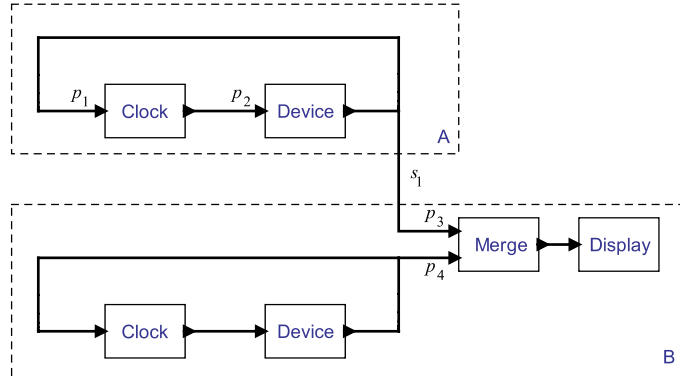 p1 Clock p2 Device
A
s1
p3
Merge Display
p4
Clock Device
B